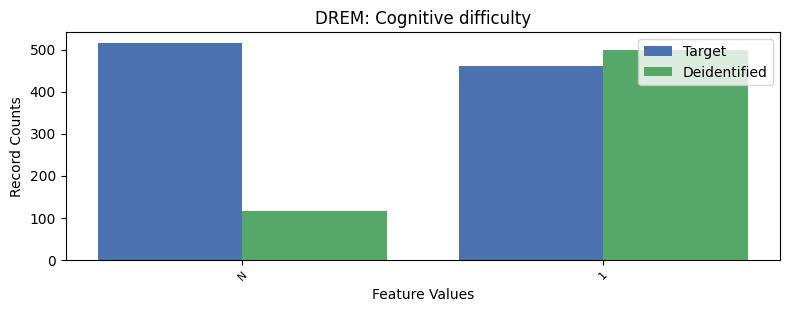 DREM: Cognitive difficulty
Target
Deidentified
500
400
300
200
100
0
Record Counts
N
1
Feature Values